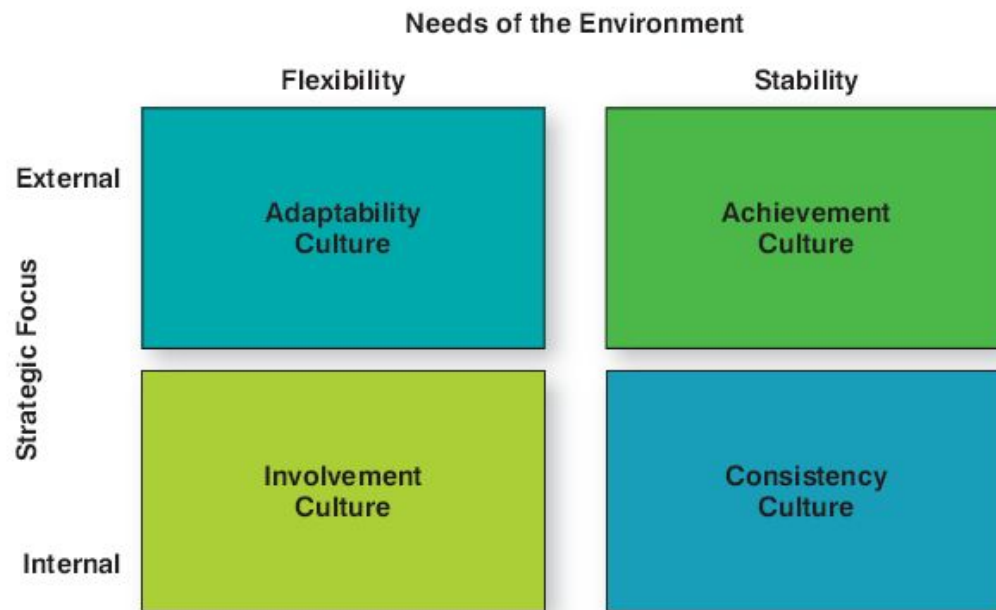 Needs of the Environment
Flexibility
Stability
External
Adaptability
Culture
Achievement
Culture
Strategic Focus
Involvement
Culture
Consistency
Culture
Internal